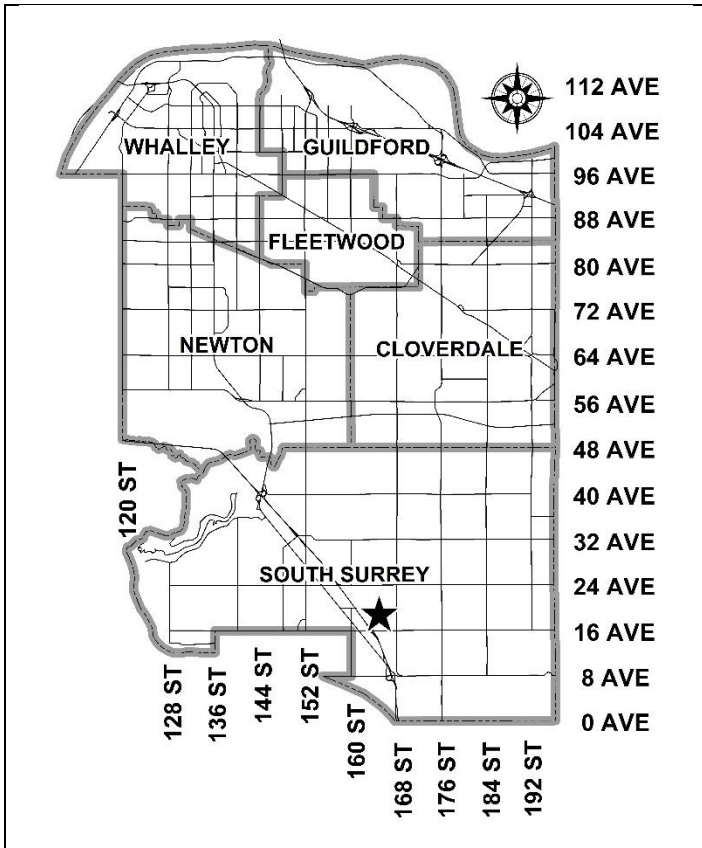 112 AVE
104 AVE
WHALLEY
GUILDFORD
96 AVE
88 AVE
FLEETWOOD
80 AVE
72 AVE
NEWTON
CLOVERDALE
64 AVE
56 AVE
48 AVE
120 ST
40 AVE
32 AVE
SOUTH SURREY
24 AVE
16 AVE
8 AVE
0 AVE
128 ST
136 ST
144 ST
152 ST
160 ST
168 ST
176 ST
184 ST
192 ST